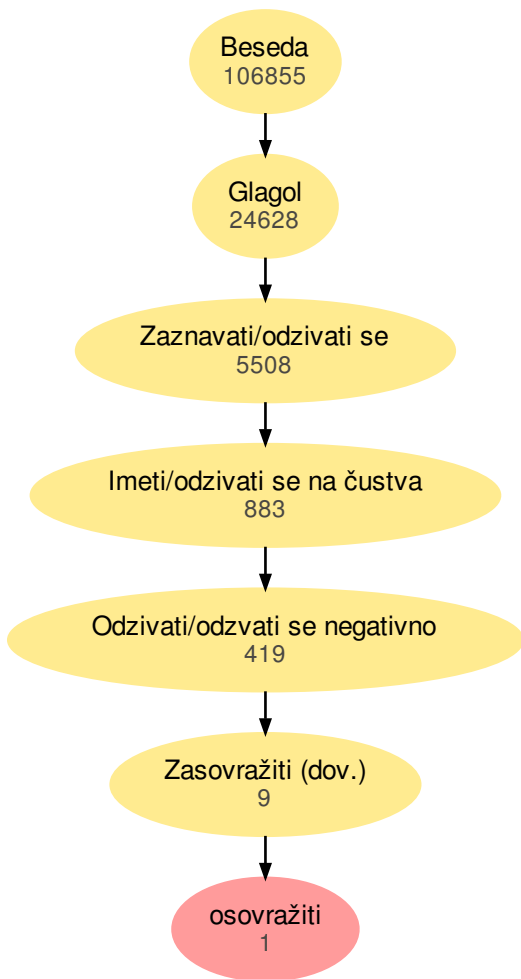 Beseda
106855
Glagol
24628
Zaznavati/odzivati se
5508
Imeti/odzivati se na čustva
883
Odzivati/odzvati se negativno
419
Zasovražiti (dov.)
9
osovražiti
1